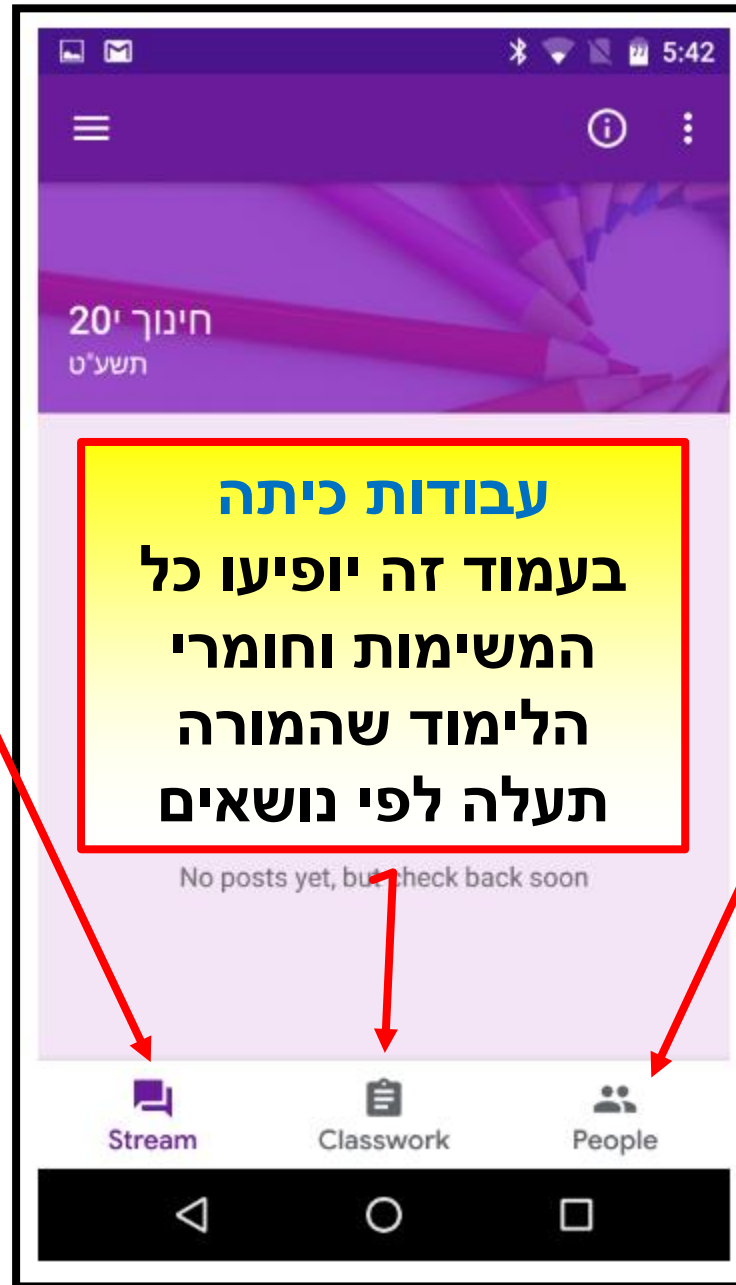 5:42
חינוך י'20
תשע"ט
עבודות כיתה
בעמוד זה יופיעו כל
המשימות וחומרי
הלימוד שהמורה
תעלה לפי נושאים
No posts yet, but check back soon
Stream Classwork People